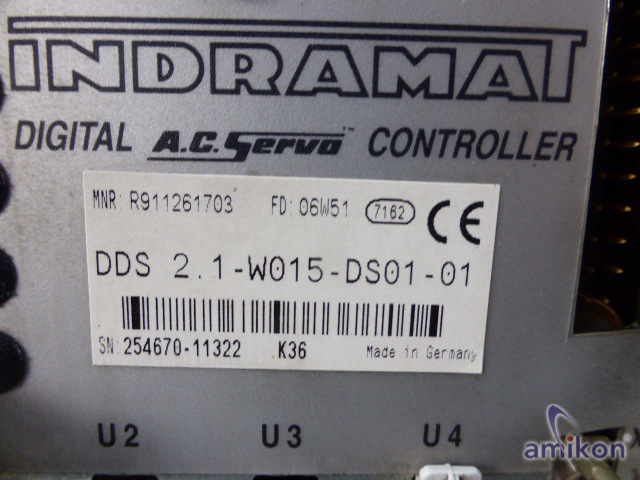 INDRAMAT
DIGITAL A.C. Servo™ CONTROLLER
MNR: R911261703 FD: 06W51 7162 CE
DDS 2.1-W015-DS01-01
SN: 254670-11322 K36 Made in Germany
U2 U3 U4
amikon®